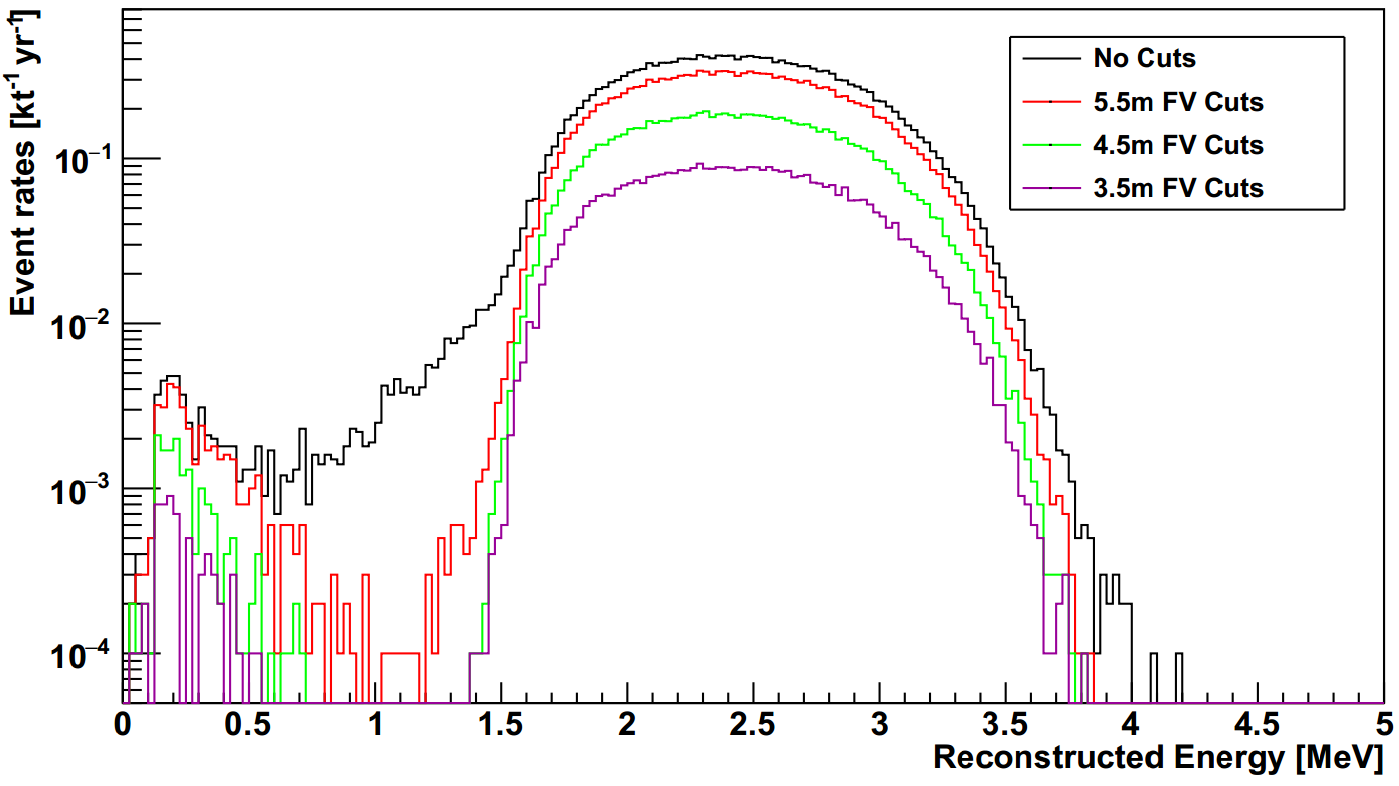 Event rates [kt⁻¹ yr⁻¹]
No Cuts
5.5m FV Cuts
4.5m FV Cuts
3.5m FV Cuts
10⁻¹
10⁻²
10⁻³
10⁻⁴
0 0.5 1 1.5 2 2.5 3 3.5 4 4.5 5
Reconstructed Energy [MeV]